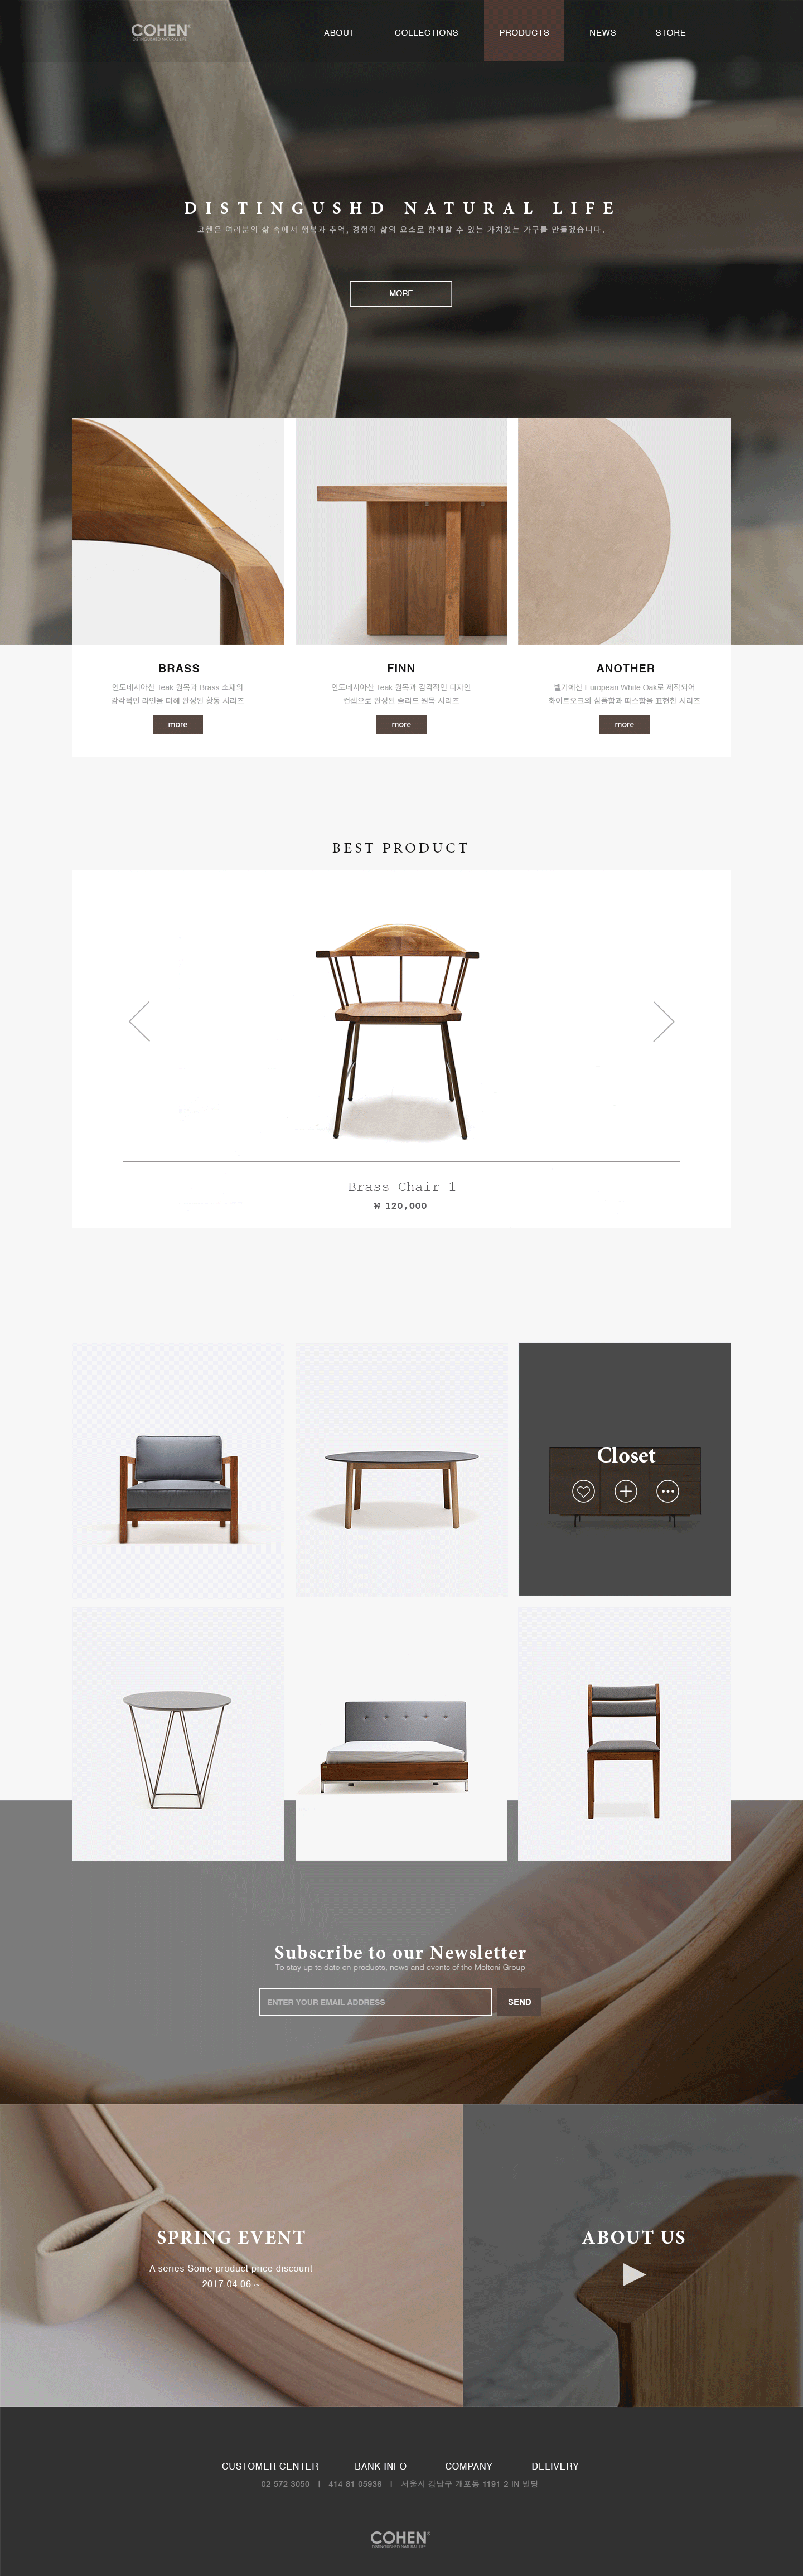 COHEN®
DISTINGUISHED NATURAL LIFE
ABOUT COLLECTIONS PRODUCTS NEWS STORE
DISTINGUSHD NATURAL LIFE
코헨은 여러분의 삶 속에서 행복과 추억, 경험이 삶의 요소로 함께할 수 있는 가치있는 가구를 만들겠습니다.
MORE
BRASS
인도네시아산 Teak 원목과 Brass 소재의
감각적인 라인을 더해 완성된 황동 시리즈
more
FINN
인도네시아산 Teak 원목과 감각적인 디자인
컨셉으로 완성된 솔리드 원목 시리즈
more
ANOTHER
벨기에산 European White Oak로 제작되어
화이트오크의 심플함과 따스함을 표현한 시리즈
more
BEST PRODUCT
Brass Chair 1
₩ 120,000
Closet
Subscribe to our Newsletter
To stay up to date on products, news and events of the Molteni Group
ENTER YOUR EMAIL ADDRESS
SEND
SPRING EVENT
A series Some product price discount
2017.04.06 ~
ABOUT US
CUSTOMER CENTER BANK INFO COMPANY DELIVERY
02-572-3050 | 414-81-05936 | 서울시 강남구 개포동 1191-2 IN 빌딩
COHEN®
DISTINGUISHED NATURAL LIFE